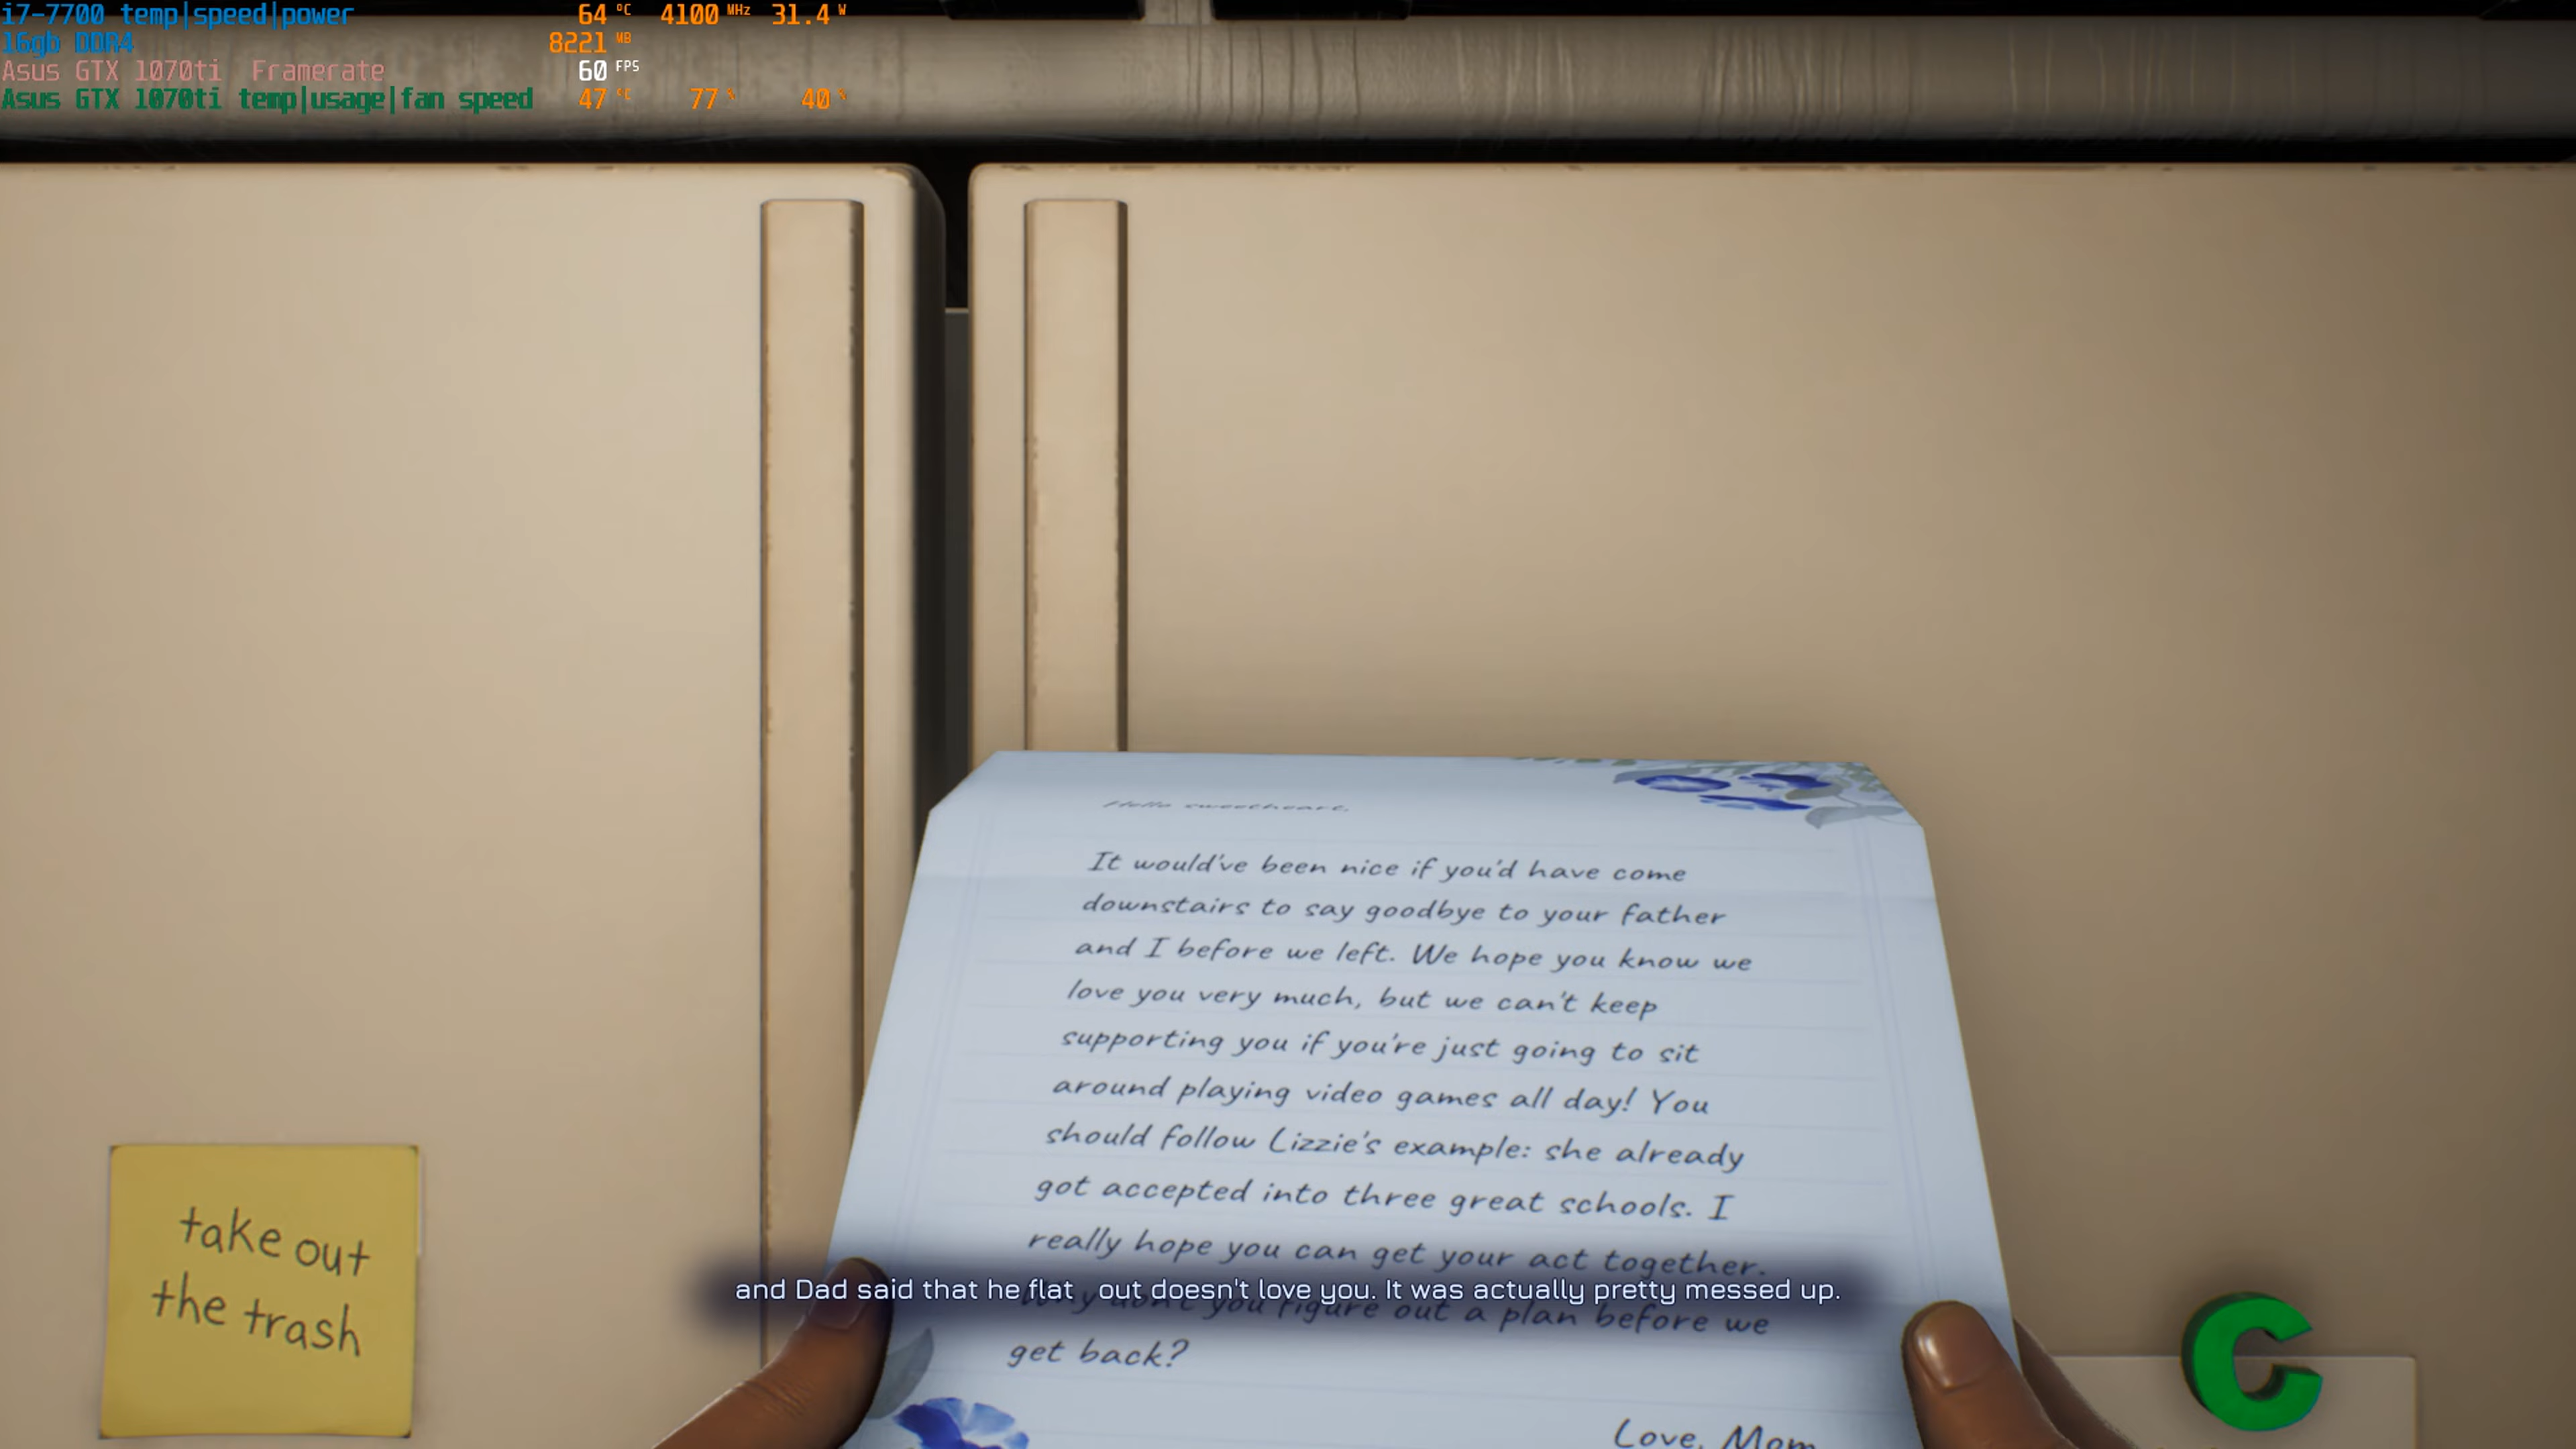 i7-7700 temp|speed|power 64 °C 4100 MHz 31.4 W
16gb DDR4 8221 MB
Asus GTX 1070ti Framerate 60 FPS
Asus GTX 1070ti temp|usage|fan speed 47 °C 77 % 40 %
Hello sweetheart,
It would've been nice if you'd have come
downstairs to say goodbye to your father
and I before we left. We hope you know we
love you very much, but we can't keep
supporting you if you're just going to sit
around playing video games all day! You
should follow Lizzie's example: she already
got accepted into three great schools. I
really hope you can get your act together.
Why don't you figure out a plan before we
get back?
Love, Mom
and Dad said that he flat out doesn't love you. It was actually pretty messed up.
take out
the trash
C